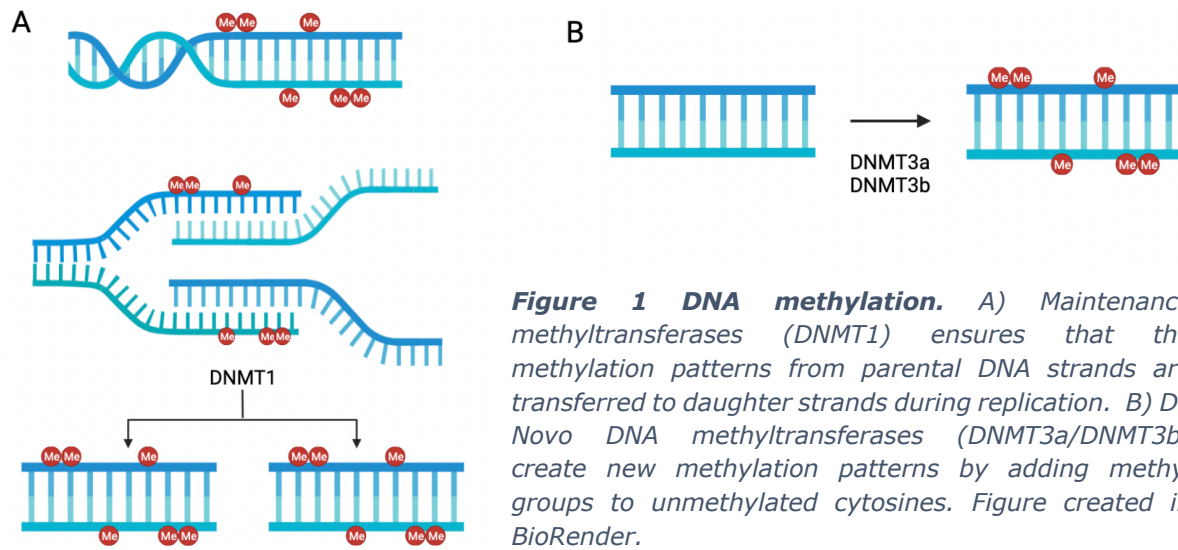 A
Me Me Me
Me Me Me
Me Me Me
Me Me Me
DNMT1
Me Me Me Me Me Me
Me Me Me Me Me Me
B
Me Me Me
Me Me Me
DNMT3a
DNMT3b
Figure 1 DNA methylation. A) Maintenanc
methyltransferases (DNMT1) ensures that th
methylation patterns from parental DNA strands ar
transferred to daughter strands during replication. B) D
Novo DNA methyltransferases (DNMT3a/DNMT3b
create new methylation patterns by adding methy
groups to unmethylated cytosines. Figure created i
BioRender.